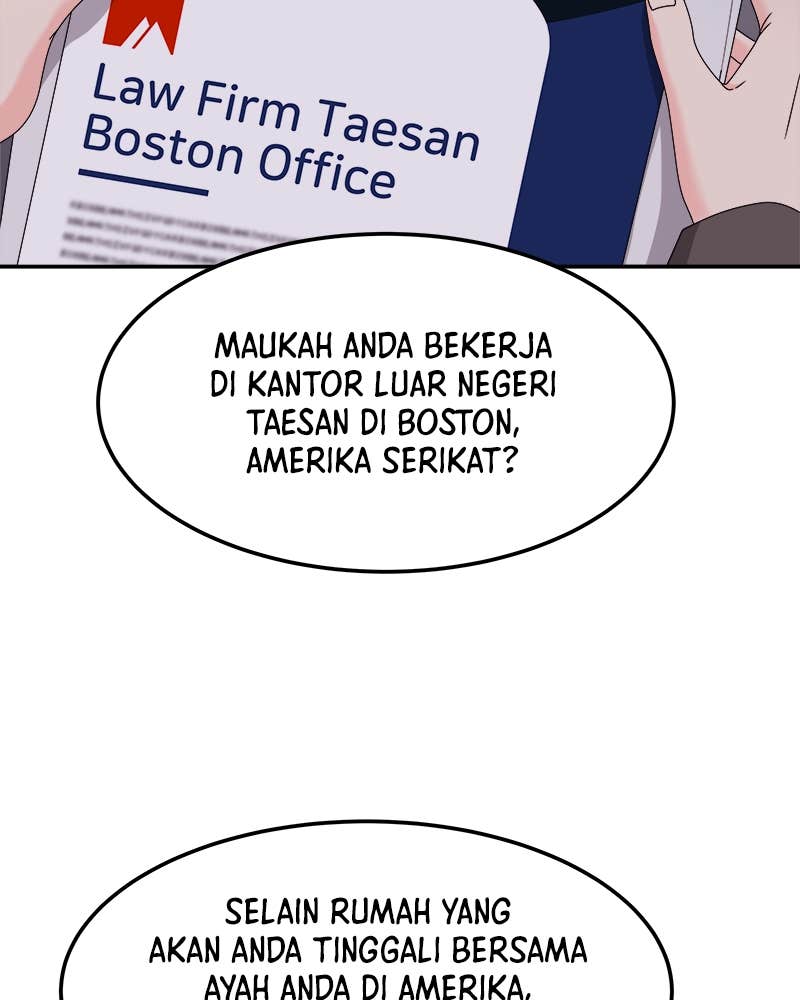 Law Firm Taesan
Boston Office
MAUKAH ANDA BEKERJA
DI KANTOR LUAR NEGERI
TAESAN DI BOSTON,
AMERIKA SERIKAT?
SELAIN RUMAH YANG
AKAN ANDA TINGGALI BERSAMA
AYAH ANDA DI AMERIKA,